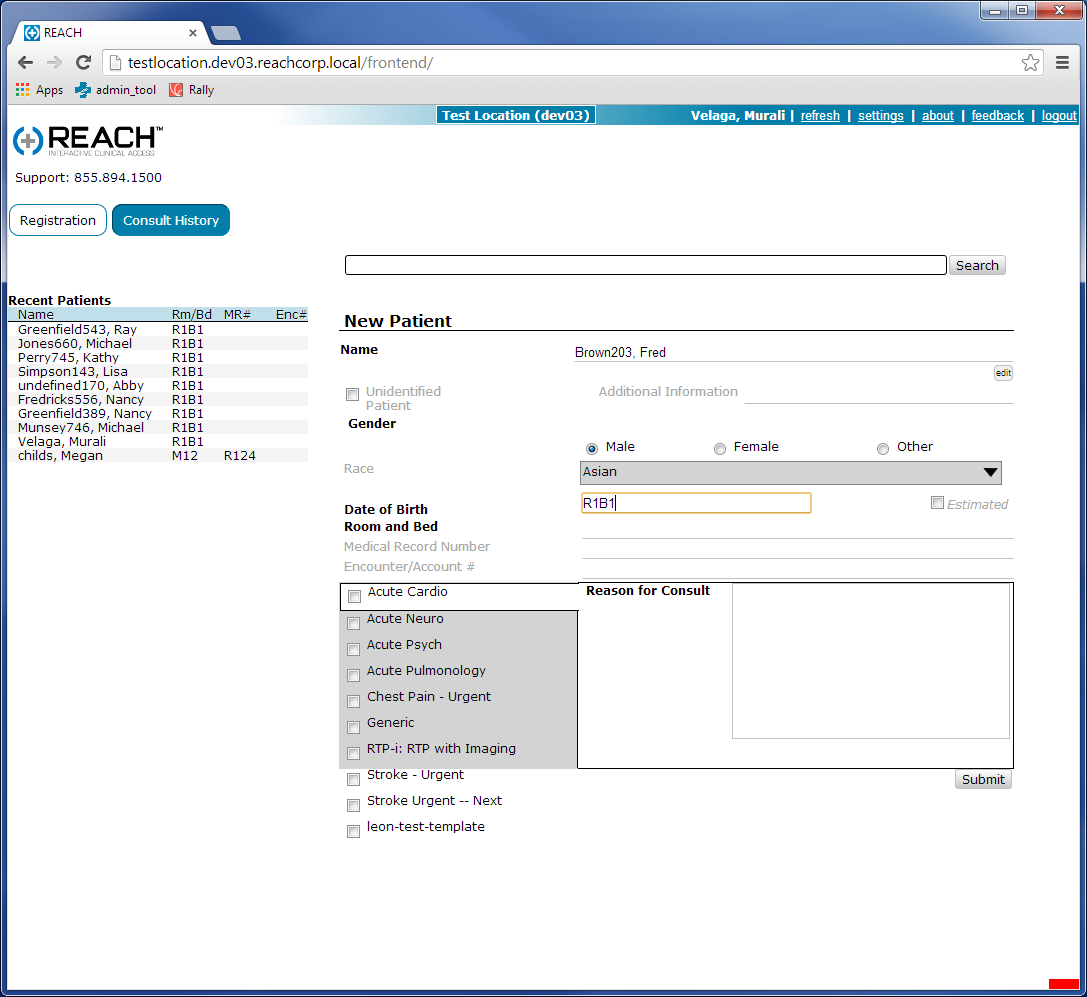 REACH
testlocation.dev03.reachcorp.local/frontend/
Apps admin_tool Rally
Test Location (dev03) Velaga, Murali | refresh | settings | about | feedback | logout
REACH™
INTERACTIVE CLINICAL ACCESS
Support: 855.894.1500
Registration Consult History
Search
Recent Patients
Name Rm/Bd MR# Enc#
Greenfield543, Ray R1B1
Jones660, Michael R1B1
Perry745, Kathy R1B1
Simpson143, Lisa R1B1
undefined170, Abby R1B1
Fredricks556, Nancy R1B1
Greenfield389, Nancy R1B1
Munsey746, Michael R1B1
Velaga, Murali R1B1
childs, Megan M12 R124
New Patient
Name Brown203, Fred
edit
Unidentified Patient Additional Information
Gender
Male Female Other
Race Asian
Date of Birth R1B1 Estimated
Room and Bed
Medical Record Number
Encounter/Account #
Acute Cardio Reason for Consult
Acute Neuro
Acute Psych
Acute Pulmonology
Chest Pain - Urgent
Generic
RTP-i: RTP with Imaging
Stroke - Urgent Submit
Stroke Urgent -- Next
leon-test-template